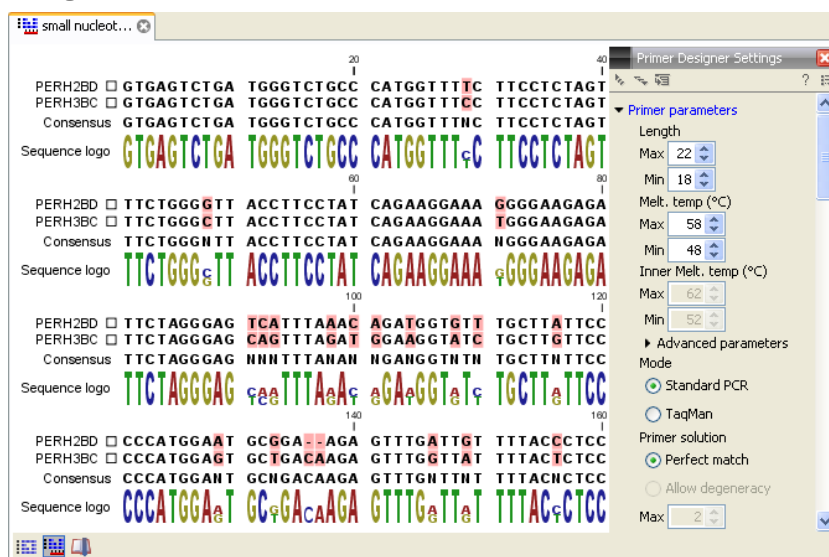 small nucleot...
20 40
PERH2BD GTGAGTCTGA TGGGTCTGCC CATGGTTTTC TTCCTCTAGT
PERH3BC GTGAGTCTGA TGGGTCTGCC CATGGTTTCC TTCCTCTAGT
Consensus GTGAGTCTGA TGGGTCTGCC CATGGTTTNC TTCCTCTAGT
Sequence logo
60 80
PERH2BD TTCTGGGGTT ACCTTCCTAT CAGAAGGAAA GGGGAAGAGA
PERH3BC TTCTGGGCTT ACCTTCCTAT CAGAAGGAAA TGGGAAGAGA
Consensus TTCTGGGNTT ACCTTCCTAT CAGAAGGAAA NGGGAAGAGA
Sequence logo
100 120
PERH2BD TTCTAGGGAG TCATTTAAAC AGATGGTGTT TGCTTATTCC
PERH3BC TTCTAGGGAG CAGTTTAGAT GGAAGGTATC TGCTTGTTCC
Consensus TTCTAGGGAG NNNTTTANAN NGANGGTNTN TGCTTNTTCC
Sequence logo
140 160
PERH2BD CCCATGGAAT GCGGA--AGA GTTTGATTGT TTTACCCTCC
PERH3BC CCCATGGAGT GCTGACAAGA GTTTGGTTAT TTTACTCTCC
Consensus CCCATGGANT GCNGACAAGA GTTTGNTTNT TTTACNCTCC
Sequence logo
Primer Designer Settings
?
Primer parameters
Length
Max 22
Min 18
Melt. temp (°C)
Max 58
Min 48
Inner Melt. temp (°C)
Max 62
Min 52
Advanced parameters
Mode
Standard PCR
TaqMan
Primer solution
Perfect match
Allow degeneracy
Max 2